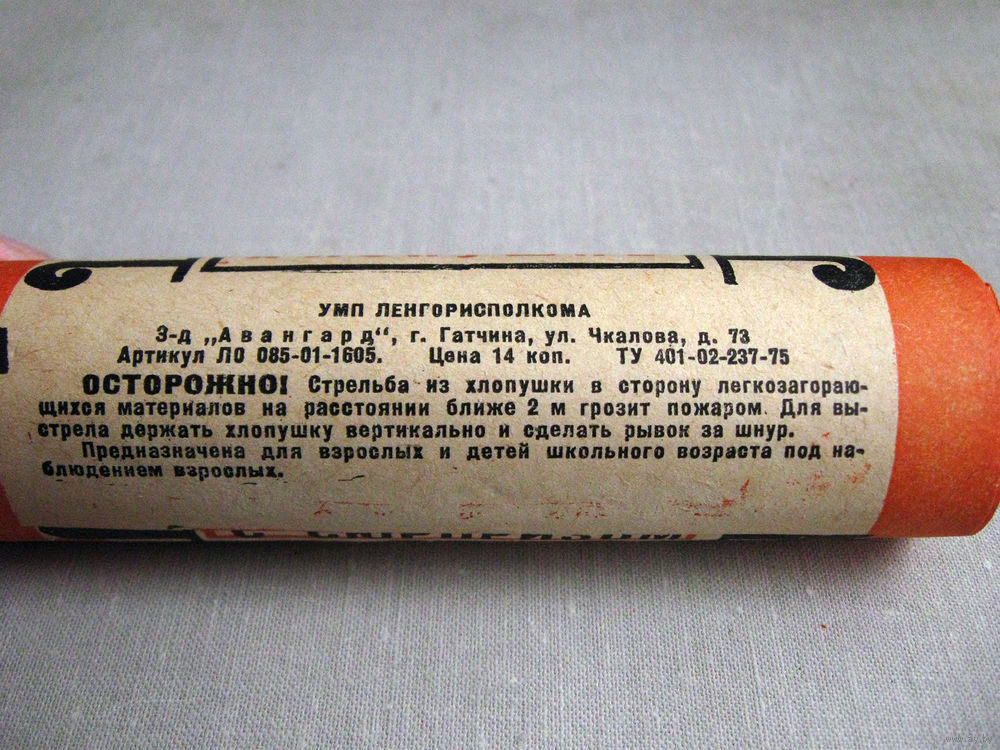 УМП ЛЕНГОРИСПОЛКОМА
З-д „Авангард“, г. Гатчина, ул. Чкалова, д. 73
Артикул ЛО 085-01-1605. Цена 14 коп. ТУ 401-02-237-75
ОСТОРОЖНО! Стрельба из хлопушки в сторону легкозагораю-
щихся материалов на расстоянии ближе 2 м грозит пожаром. Для вы-
стрела держать хлопушку вертикально и сделать рывок за шнур.
Предназначена для взрослых и детей школьного возраста под на-
блюдением взрослых.
С СЮРПРИЗОМ!